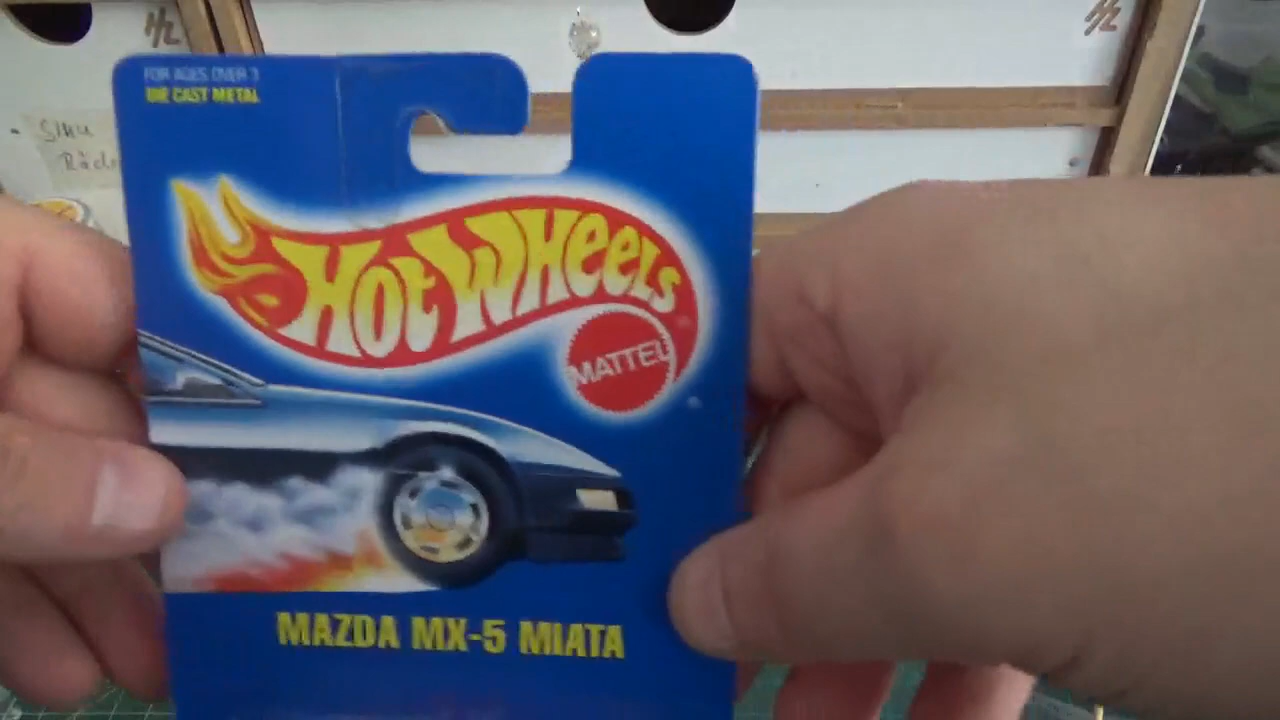 FOR AGES OVER 3
DIE CAST METAL
HOT WHEELS
MATTEL
MAZDA MX-5 MIATA